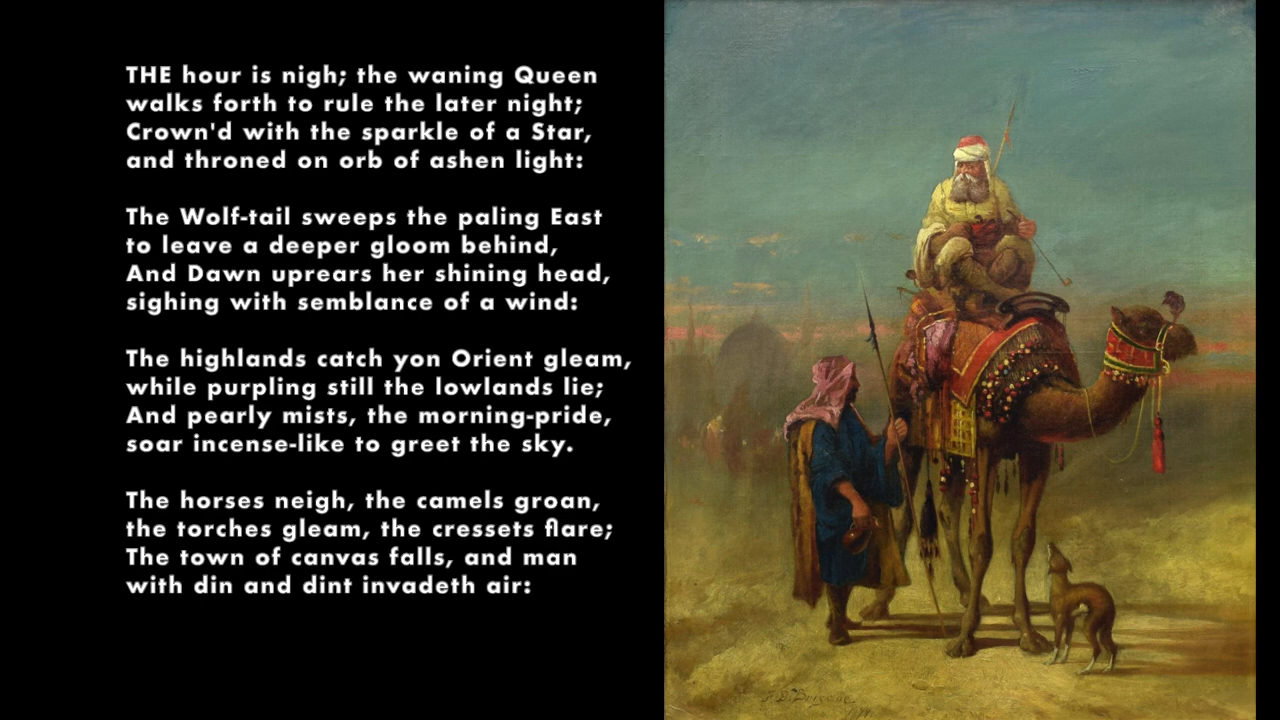 THE hour is nigh; the waning Queen
walks forth to rule the later night;
Crown'd with the sparkle of a Star,
and throned on orb of ashen light:
The Wolf-tail sweeps the paling East
to leave a deeper gloom behind,
And Dawn uprears her shining head,
sighing with semblance of a wind:
The highlands catch yon Orient gleam,
while purpling still the lowlands lie;
And pearly mists, the morning-pride,
soar incense-like to greet the sky.
The horses neigh, the camels groan,
the torches gleam, the cressets flare;
The town of canvas falls, and man
with din and dint invadeth air: